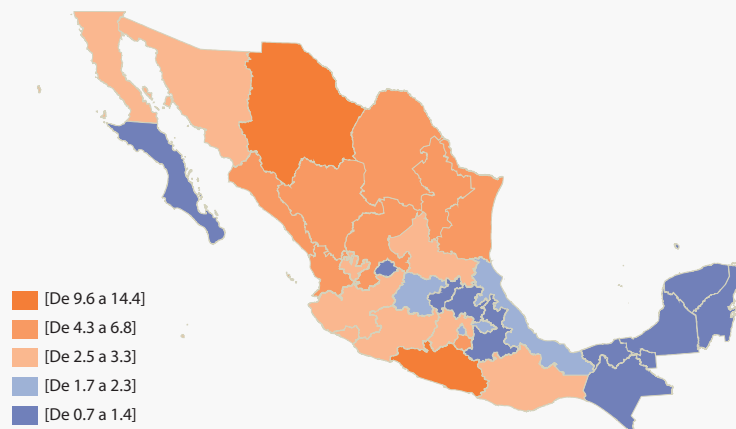 [De 9.6 a 14.4]
[De 4.3 a 6.8]
[De 2.5 a 3.3]
[De 1.7 a 2.3]
[De 0.7 a 1.4]